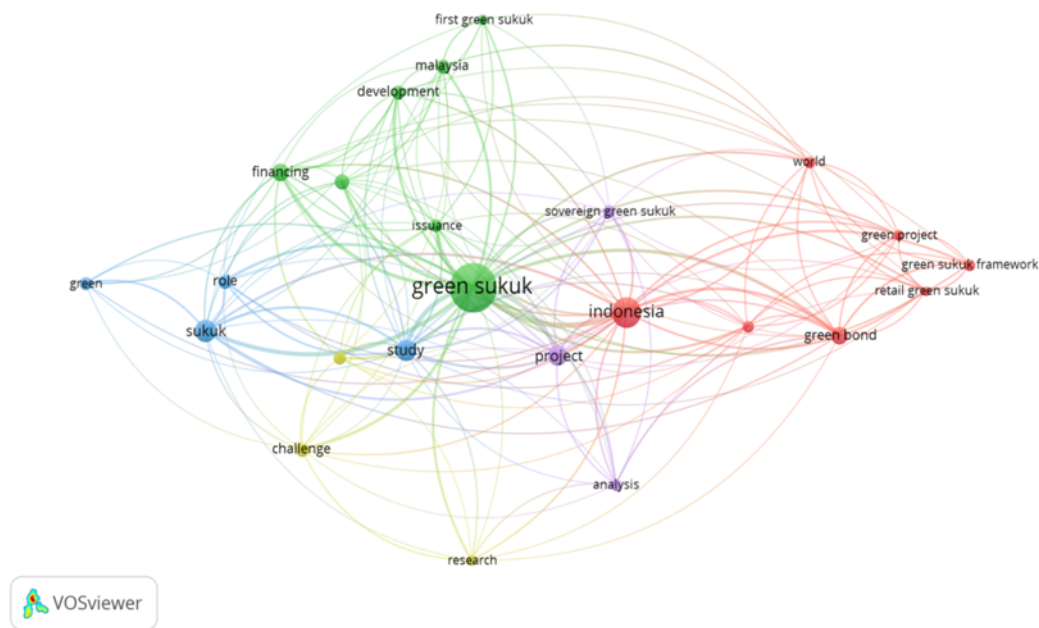 first green sukuk
malaysia
development
world
financing
sovereign green sukuk
issuance
green project
green sukuk framework
role
green
green sukuk
retail green sukuk
indonesia
sukuk
green bond
study
project
challenge
analysis
research
VOSviewer